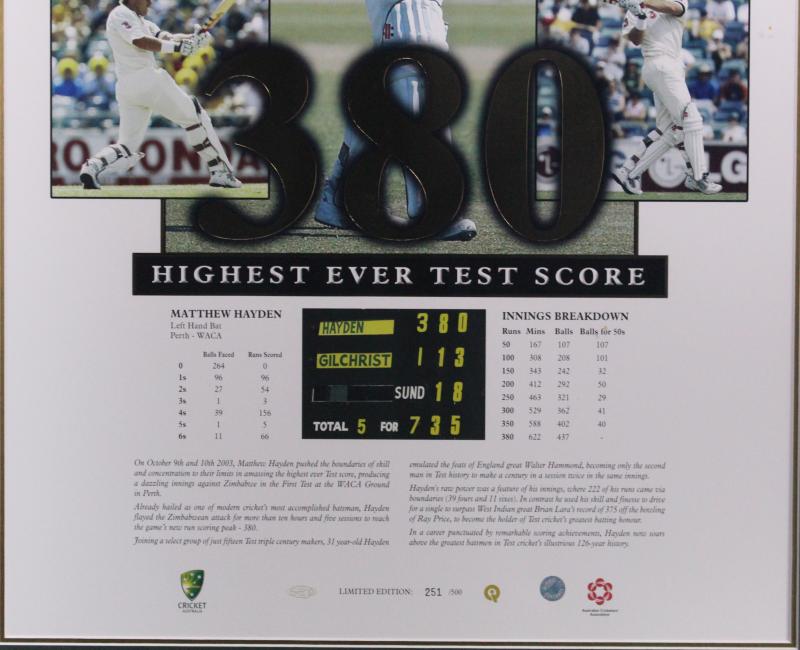 RO HONDA
LG
380
HIGHEST EVER TEST SCORE
MATTHEW HAYDEN
Left Hand Bat
Perth - WACA
Balls Faced Runs Scored
0 264 0
1s 96 96
2s 27 54
3s 1 3
4s 39 156
5s 1 5
6s 11 66
HAYDEN 380
GILCHRIST 113
SUND 18
TOTAL 5 FOR 735
INNINGS BREAKDOWN
Runs Mins Balls Balls for 50s
50 167 107 107
100 308 208 101
150 343 242 32
200 412 292 50
250 463 321 29
300 529 362 41
350 588 402 40
380 622 437 -
On October 9th and 10th 2003, Matthew Hayden pushed the boundaries of skill
and concentration to their limits in amassing the highest ever Test score, producing
a dazzling innings against Zimbabwe in the First Test at the WACA Ground
in Perth.
Already hailed as one of modern cricket's most accomplished batsman, Hayden
flayed the Zimbabwean attack for more than ten hours and five sessions to reach
the game's new run scoring peak - 380.
Joining a select group of just fifteen Test triple century makers, 31 year-old Hayden
emulated the feats of England great Walter Hammond, becoming only the second
man in Test history to make a century in a session twice in the same innings.
Hayden's raw power was a feature of his innings, where 222 of his runs came via
boundaries (39 fours and 11 sixes). In contrast he used his skill and finesse to drive
for a single to surpass West Indian great Brian Lara's record of 375 off the bowling
of Ray Price, to become the holder of Test cricket's greatest batting honour.
In a career punctuated by remarkable scoring achievements, Hayden now soars
above the greatest batsmen in Test cricket's illustrious 126-year history.
CRICKET
AUSTRALIA
LIMITED EDITION: 251 /500
Australian Cricketers'
Association